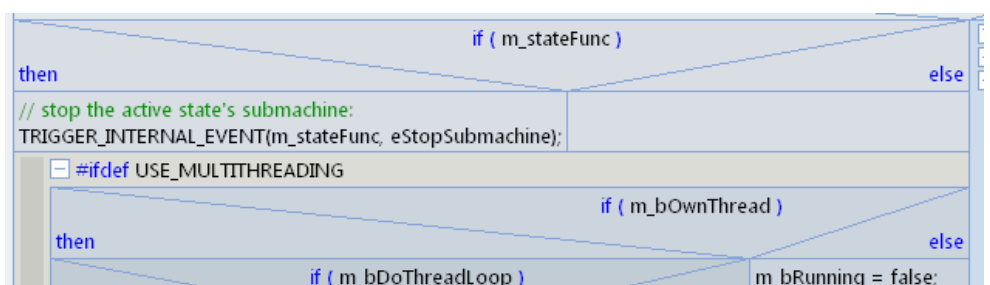 if ( m_stateFunc )
then else
// stop the active state's submachine:
TRIGGER_INTERNAL_EVENT(m_stateFunc, eStopSubmachine);
#ifdef USE_MULTITHREADING
if ( m_bOwnThread )
then else
if ( m_bDoThreadLoop ) m_bRunning = false;